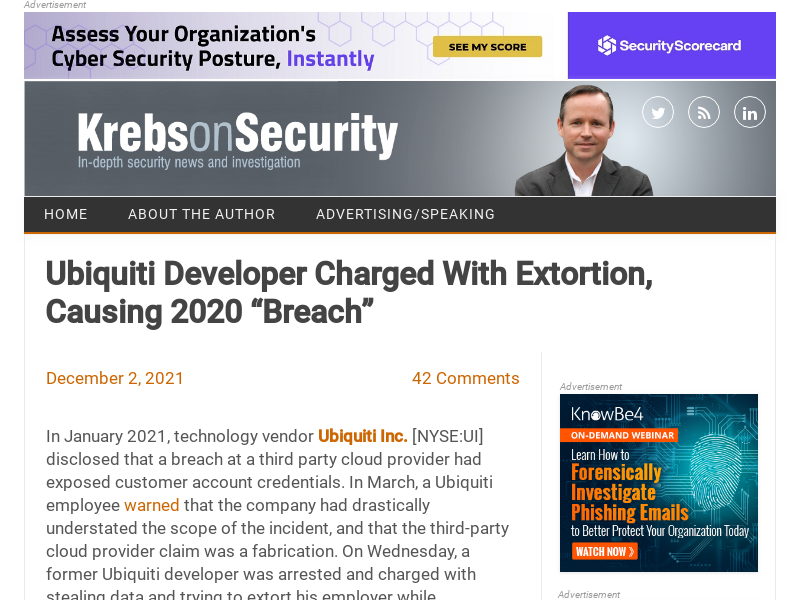 Advertisement
Assess Your Organization's
Cyber Security Posture, Instantly
SEE MY SCORE
SecurityScorecard
KrebsonSecurity
In-depth security news and investigation
HOME ABOUT THE AUTHOR ADVERTISING/SPEAKING
Ubiquiti Developer Charged With Extortion,
Causing 2020 “Breach”
December 2, 2021 42 Comments
In January 2021, technology vendor Ubiquiti Inc. [NYSE:UI]
disclosed that a breach at a third party cloud provider had
exposed customer account credentials. In March, a Ubiquiti
employee warned that the company had drastically
understated the scope of the incident, and that the third-party
cloud provider claim was a fabrication. On Wednesday, a
former Ubiquiti developer was arrested and charged with
stealing data and trying to extort his employer while
Advertisement
KnowBe4
ON-DEMAND WEBINAR
Learn How to
Forensically
Investigate
Phishing Emails
to Better Protect Your Organization Today
WATCH NOW
Advertisement